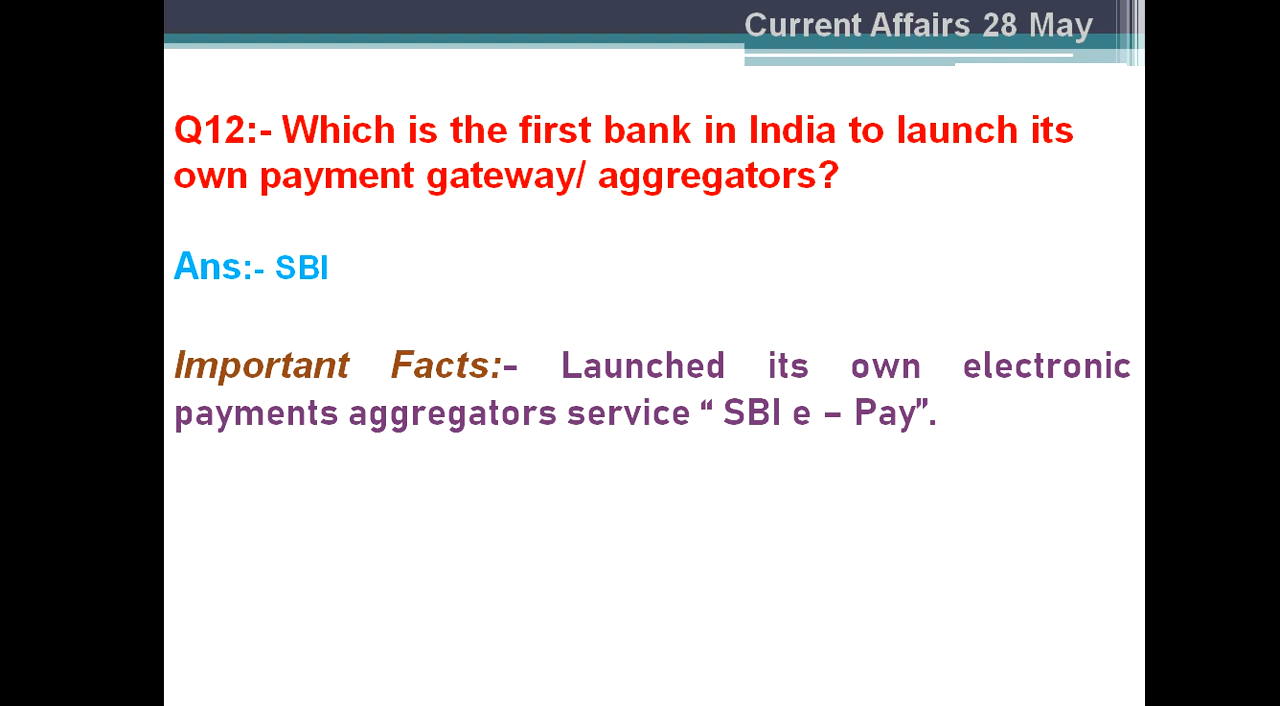 Current Affairs 28 May
Q12:- Which is the first bank in India to launch its
own payment gateway/ aggregators?
Ans:- SBI
Important Facts:- Launched its own electronic
payments aggregators service “ SBI e – Pay”.